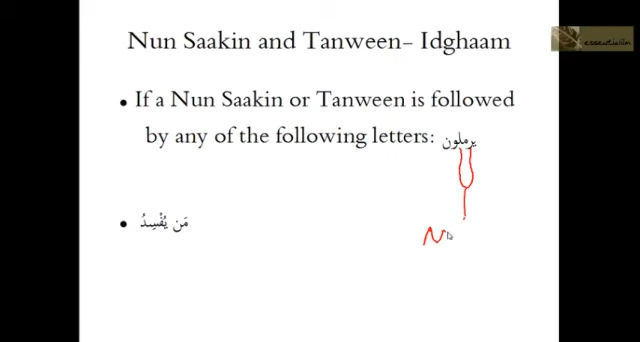 Nun Saakin and Tanween- Idghaam
• If a Nun Saakin or Tanween is followed
by any of the following letters: يرملون
N
• مَن يُفْسِدُ